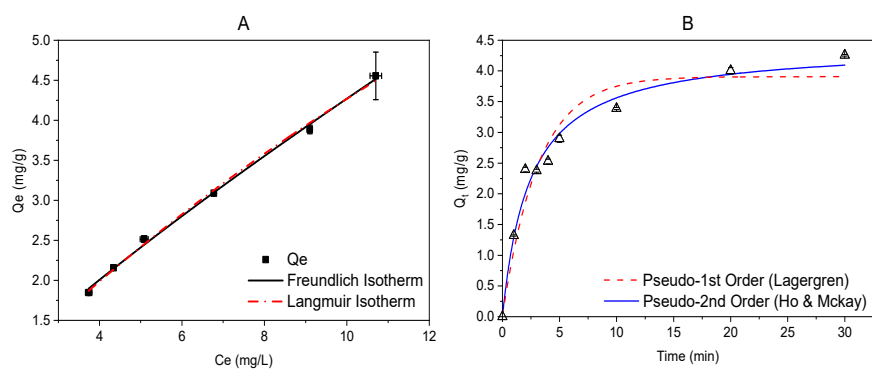 A
5.0
4.5
4.0
3.5
3.0
2.5
2.0
1.5
Qe (mg/g)
4 6 8 10 12
Ce (mg/L)
Qe
Freundlich Isotherm
Langmuir Isotherm
B
4.5
4.0
3.5
3.0
2.5
2.0
1.5
1.0
0.5
0.0
Qt (mg/g)
0 5 10 15 20 25 30
Time (min)
Pseudo-1st Order (Lagergren)
Pseudo-2nd Order (Ho & Mckay)